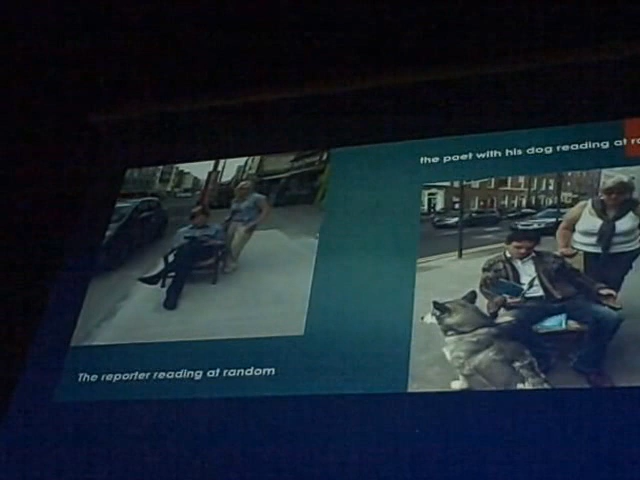 the poet with his dog reading at
The reporter reading at random